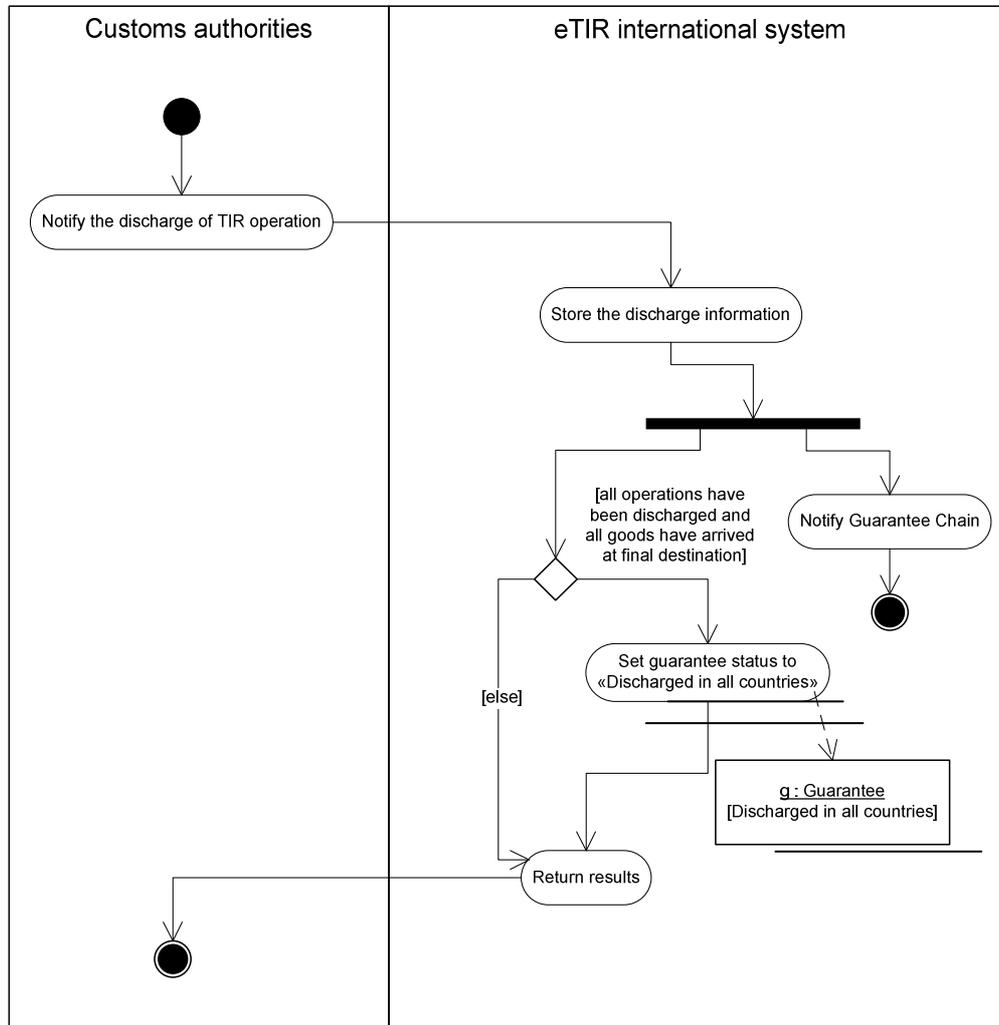 Customs authorities
eTIR international system
Notify the discharge of TIR operation
Store the discharge information
[all operations have
been discharged and
all goods have arrived
at final destination]
Notify Guarantee Chain
Set guarantee status to
«Discharged in all countries»
[else]
g : Guarantee
[Discharged in all countries]
Return results